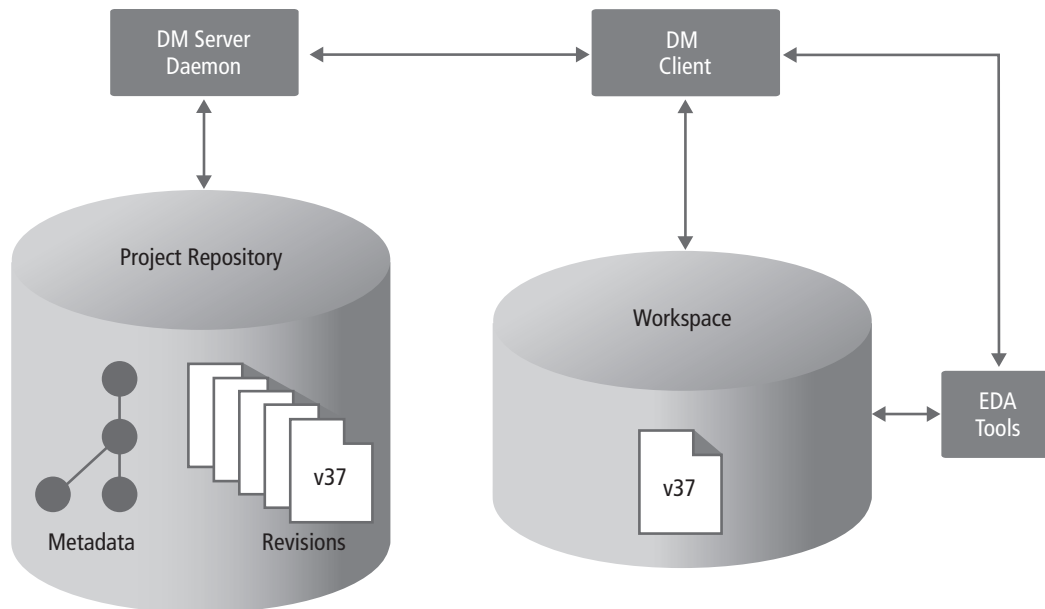 DM Server
Daemon
DM
Client
Project Repository
Workspace
EDA
Tools
v37
v37
Metadata
Revisions